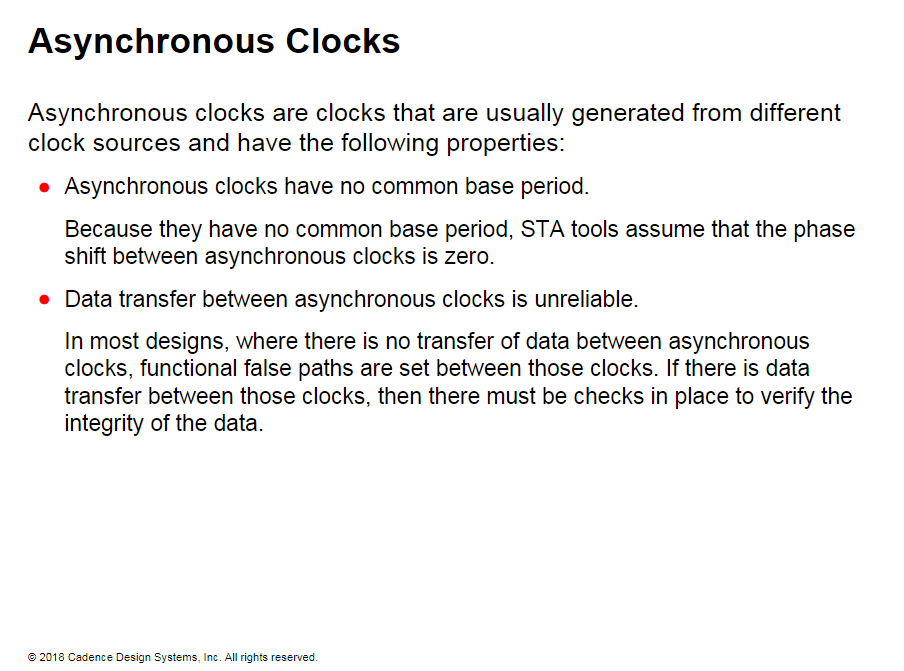 Asynchronous Clocks
Asynchronous clocks are clocks that are usually generated from different
clock sources and have the following properties:
● Asynchronous clocks have no common base period.
Because they have no common base period, STA tools assume that the phase
shift between asynchronous clocks is zero.
● Data transfer between asynchronous clocks is unreliable.
In most designs, where there is no transfer of data between asynchronous
clocks, functional false paths are set between those clocks. If there is data
transfer between those clocks, then there must be checks in place to verify the
integrity of the data.
© 2018 Cadence Design Systems, Inc. All rights reserved.